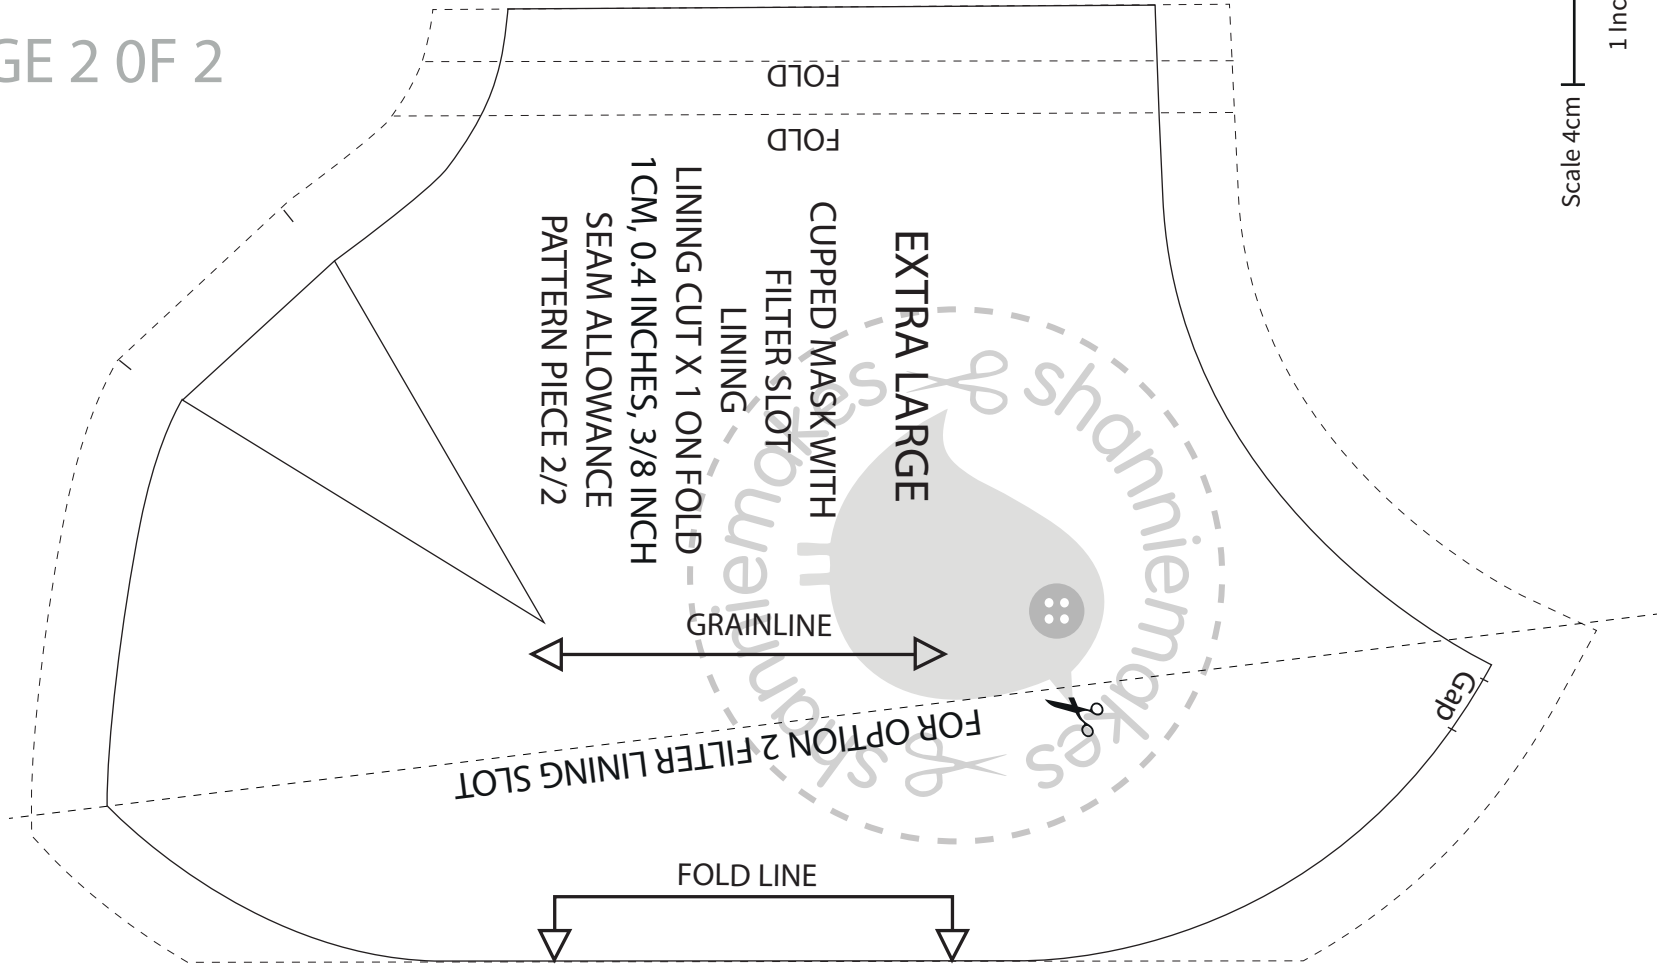 GE 2 0F 2
1 Inc
Scale 4cm
FOLD
FOLD
EXTRA LARGE
CUPPED MASK WITH
FILTER SLOT
LINING
LINING CUT X 1 ON FOLD
1CM, 0.4 INCHES, 3/8 INCH
SEAM ALLOWANCE
PATTERN PIECE 2/2
shanniemakes
shanniemakes
GRAINLINE
Gap
FOR OPTION 2 FILTER LINING SLOT
FOLD LINE